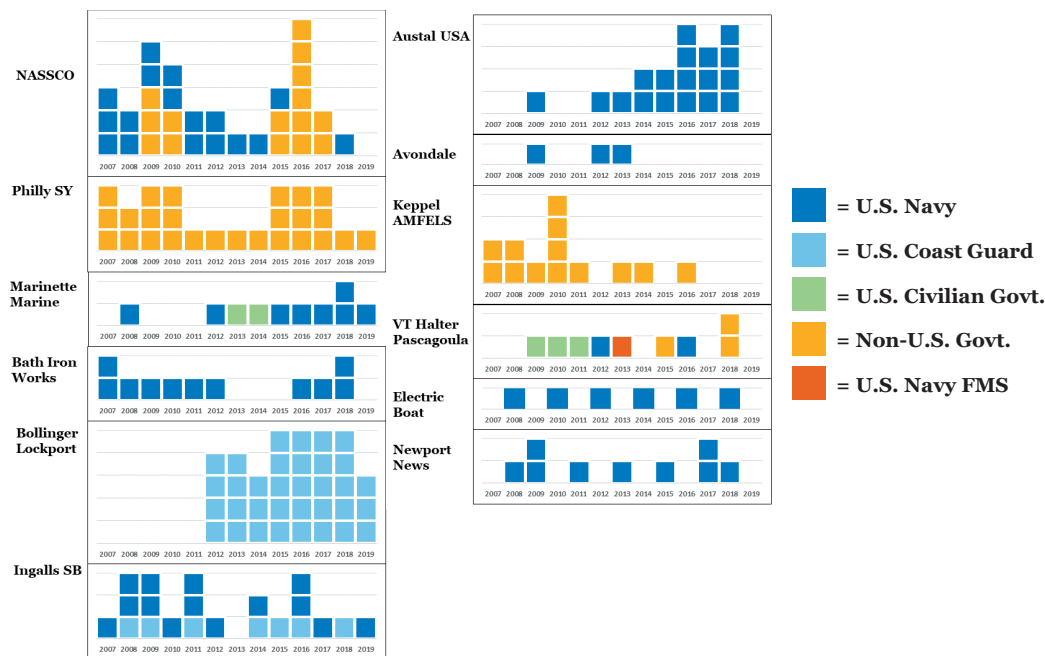 NASSCO
2007 2008 2009 2010 2011 2012 2013 2014 2015 2016 2017 2018 2019
Philly SY
2007 2008 2009 2010 2011 2012 2013 2014 2015 2016 2017 2018 2019
Marinette
Marine
2007 2008 2009 2010 2011 2012 2013 2014 2015 2016 2017 2018 2019
Bath Iron
Works
2007 2008 2009 2010 2011 2012 2013 2014 2015 2016 2017 2018 2019
Bollinger
Lockport
2007 2008 2009 2010 2011 2012 2013 2014 2015 2016 2017 2018 2019
Ingalls SB
2007 2008 2009 2010 2011 2012 2013 2014 2015 2016 2017 2018 2019
Austal USA
2007 2008 2009 2010 2011 2012 2013 2014 2015 2016 2017 2018 2019
Avondale
2007 2008 2009 2010 2011 2012 2013 2014 2015 2016 2017 2018 2019
Keppel
AMFELS
2007 2008 2009 2010 2011 2012 2013 2014 2015 2016 2017 2018 2019
VT Halter
Pascagoula
2007 2008 2009 2010 2011 2012 2013 2014 2015 2016 2017 2018 2019
Electric
Boat
2007 2008 2009 2010 2011 2012 2013 2014 2015 2016 2017 2018 2019
Newport
News
2007 2008 2009 2010 2011 2012 2013 2014 2015 2016 2017 2018 2019
= U.S. Navy
= U.S. Coast Guard
= U.S. Civilian Govt.
= Non-U.S. Govt.
= U.S. Navy FMS